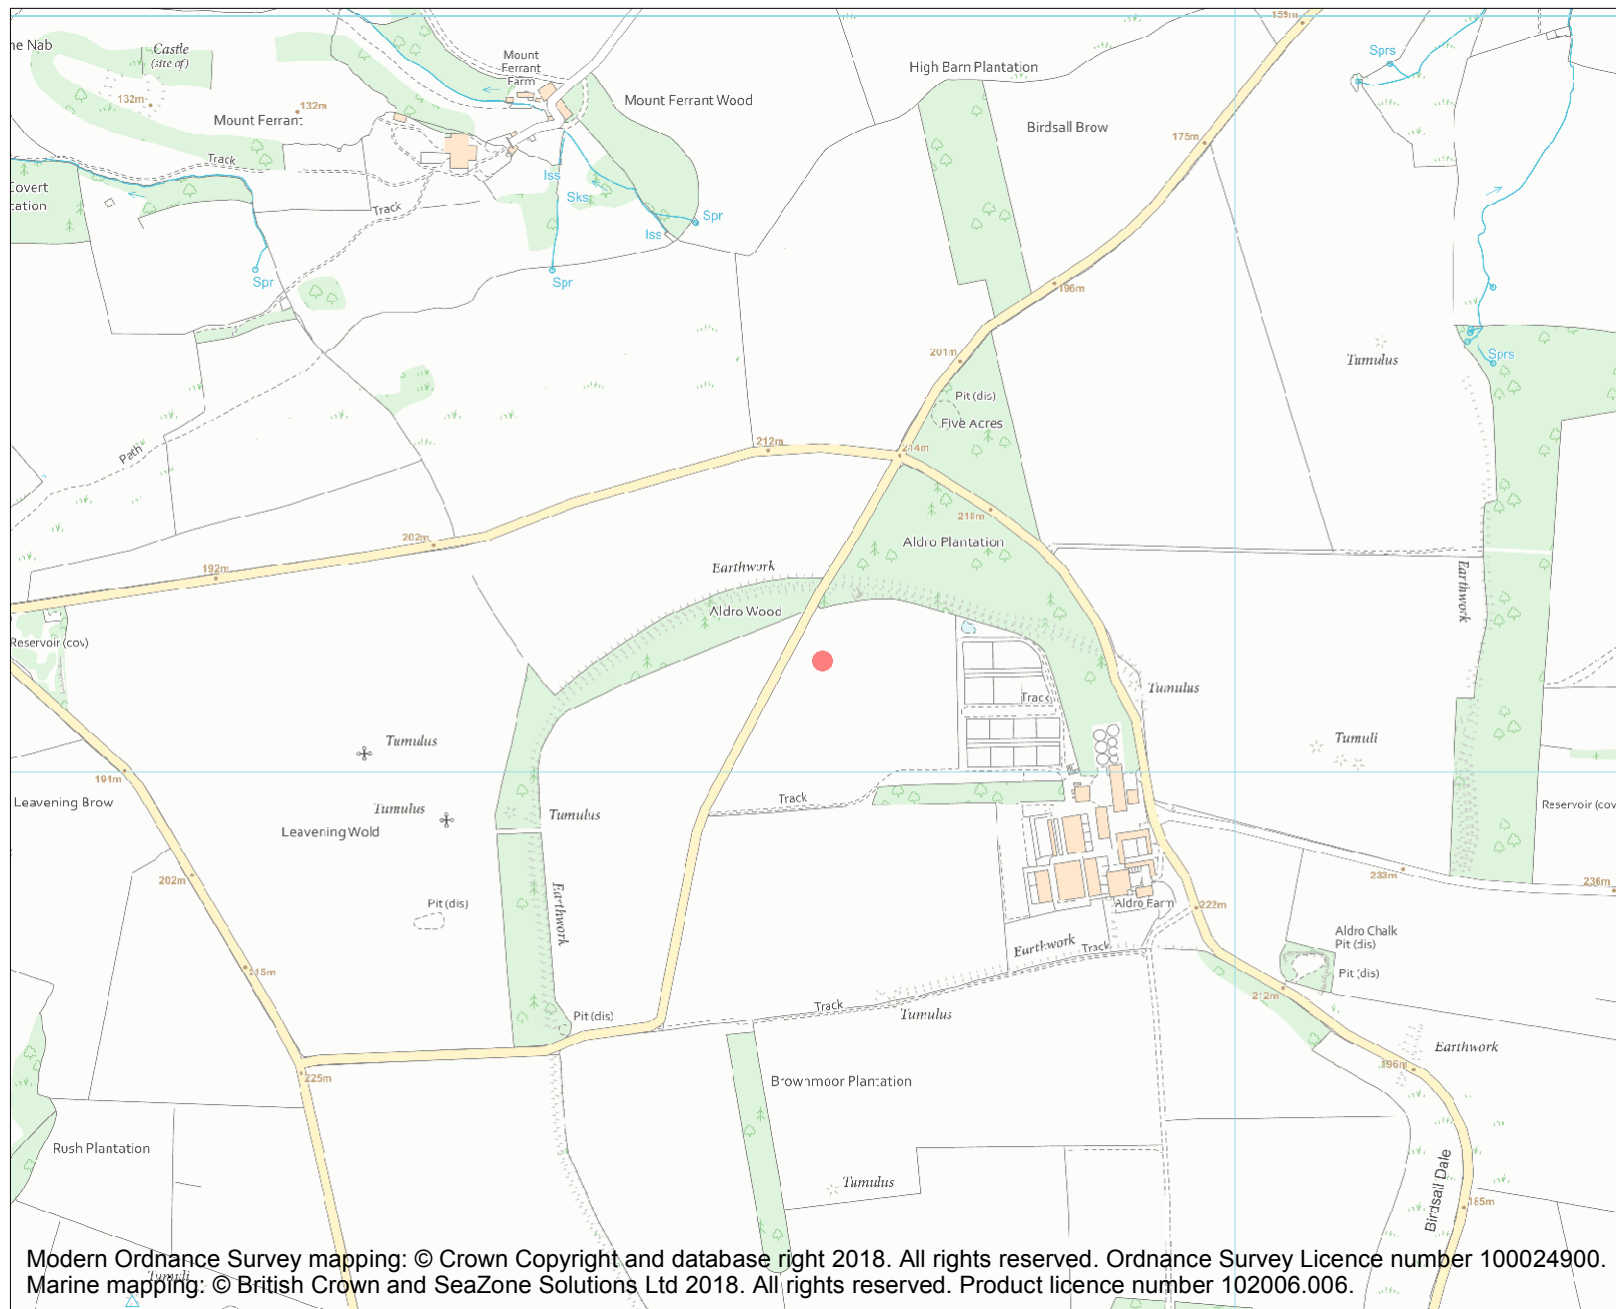 159m
ne Nab
Castle
(site of)
Mount
Ferrant
Farm
Sprs
High Barn Plantation
132m
132m
Mount Ferrant Wood
Mount Ferrant
Birdsall Brow
175m
Track
Iss
Covert
Sks
tation
Track
Spr
Iss
Spr
Spr
196m
201m
Tumulus
Sprs
Pit (dis)
Five Acres
212m
214m
Path
218m
202m
Aldro Plantation
192m
Earthwork
Earthwork
Aldro Wood
Reservoir (cov)
Tumulus
Track
Tumulus
Tumuli
191m
Leavening Brow
Track
Tumulus
Tumulus
Reservoir (cov
Leavening Wold
202m
233m
236m
Pit (dis)
Aldro Farm
222m
Earthwork
Aldro Chalk
Pit (dis)
Earthwork
Track
215m
Pit (dis)
212m
Track
Pit (dis)
Tumulus
Earthwork
196m
225m
Brownmoor Plantation
Rush Plantation
Tumulus
Birdsall Dale
185m
Modern Ordnance Survey mapping: © Crown Copyright and database right 2018. All rights reserved. Ordnance Survey Licence number 100024900.
Tumuli
Marine mapping: © British Crown and SeaZone Solutions Ltd 2018. All rights reserved. Product licence number 102006.006.